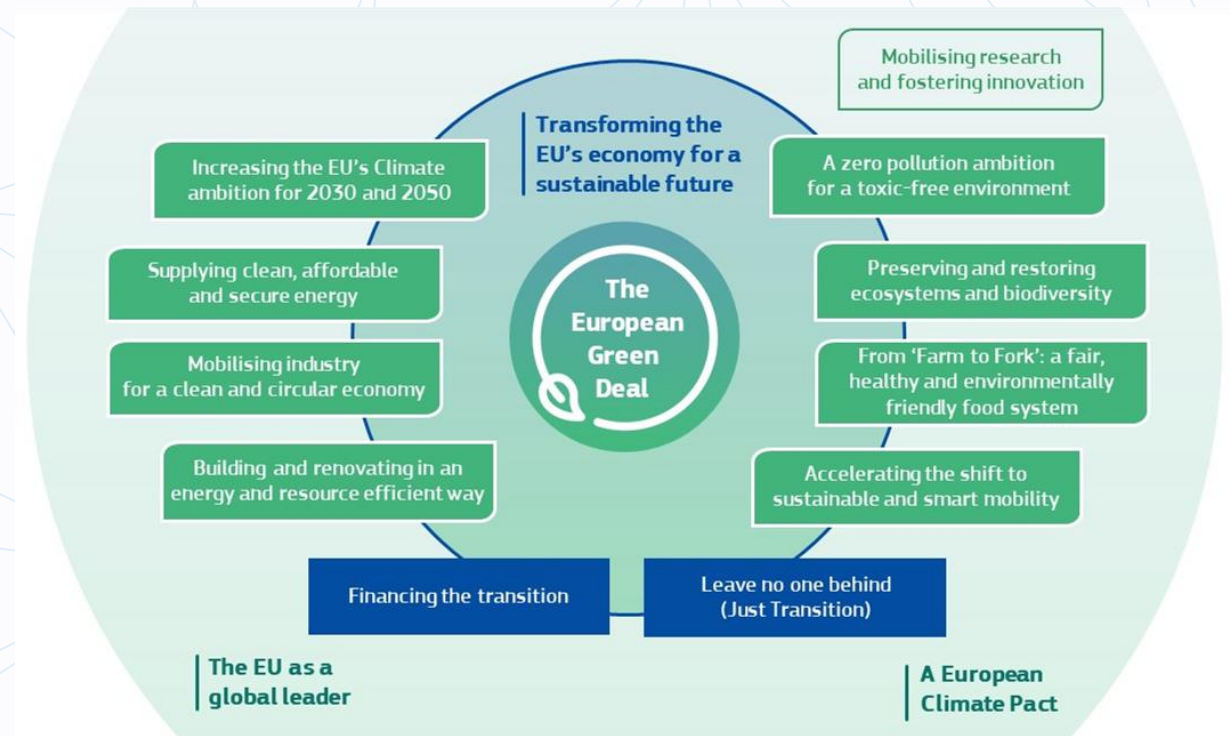 Mobilising research
and fostering innovation
Transforming the
EU's economy for a
sustainable future
Increasing the EU's Climate
ambition for 2030 and 2050
Supplying clean, affordable
and secure energy
Mobilising industry
for a clean and circular economy
Building and renovating in an
energy and resource efficient way
The
European
Green
Deal
A zero pollution ambition
for a toxic-free environment
Preserving and restoring
ecosystems and biodiversity
From ‘Farm to Fork’: a fair,
healthy and environmentally
friendly food system
Accelerating the shift to
sustainable and smart mobility
Financing the transition
Leave no one behind
(Just Transition)
The EU as a
global leader
A European
Climate Pact